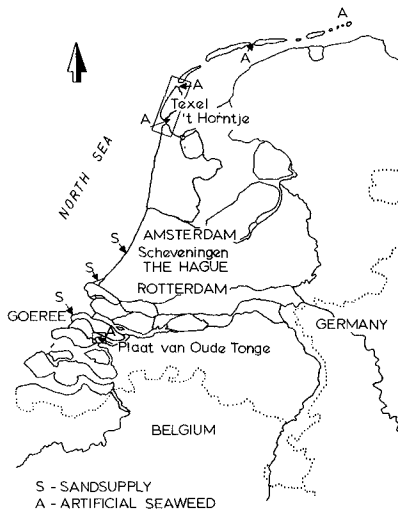 A
A
A
Texel
A
't Horntje
NORTH SEA
S
AMSTERDAM
Scheveningen
THE HAGUE
S
ROTTERDAM
S
GOEREE
GERMANY
A
Plaat van Oude Tonge
BELGIUM
S - SANDSUPPLY
A - ARTIFICIAL SEAWEED